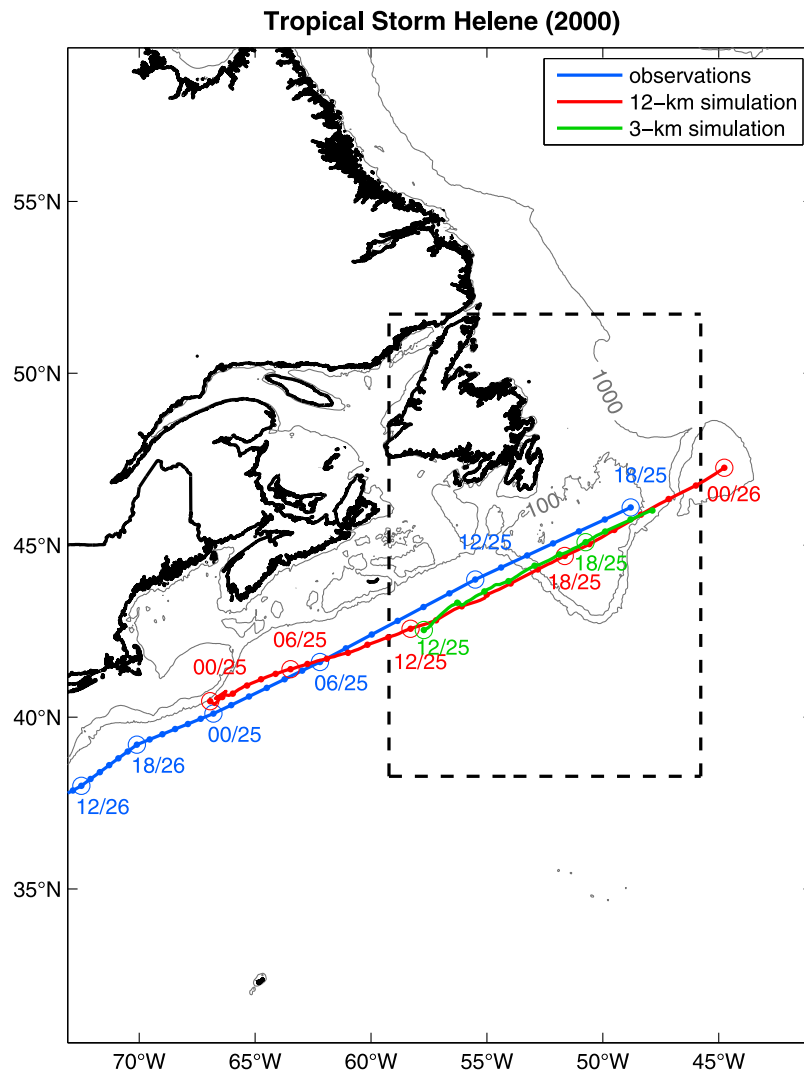 Tropical Storm Helene (2000)
observations
12−km simulation
3−km simulation
55°N
50°N
45°N
40°N
35°N
1000
100
18/25
00/26
12/25
18/25
18/25
06/25
00/25
12/25
12/25
06/25
00/25
18/26
12/26
70°W
65°W
60°W
55°W
50°W
45°W